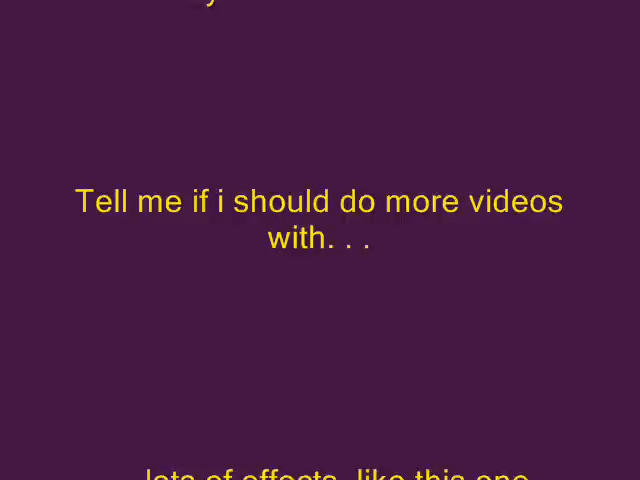 Tell me if i should do more videos
with. . .
lots of effects, like this one